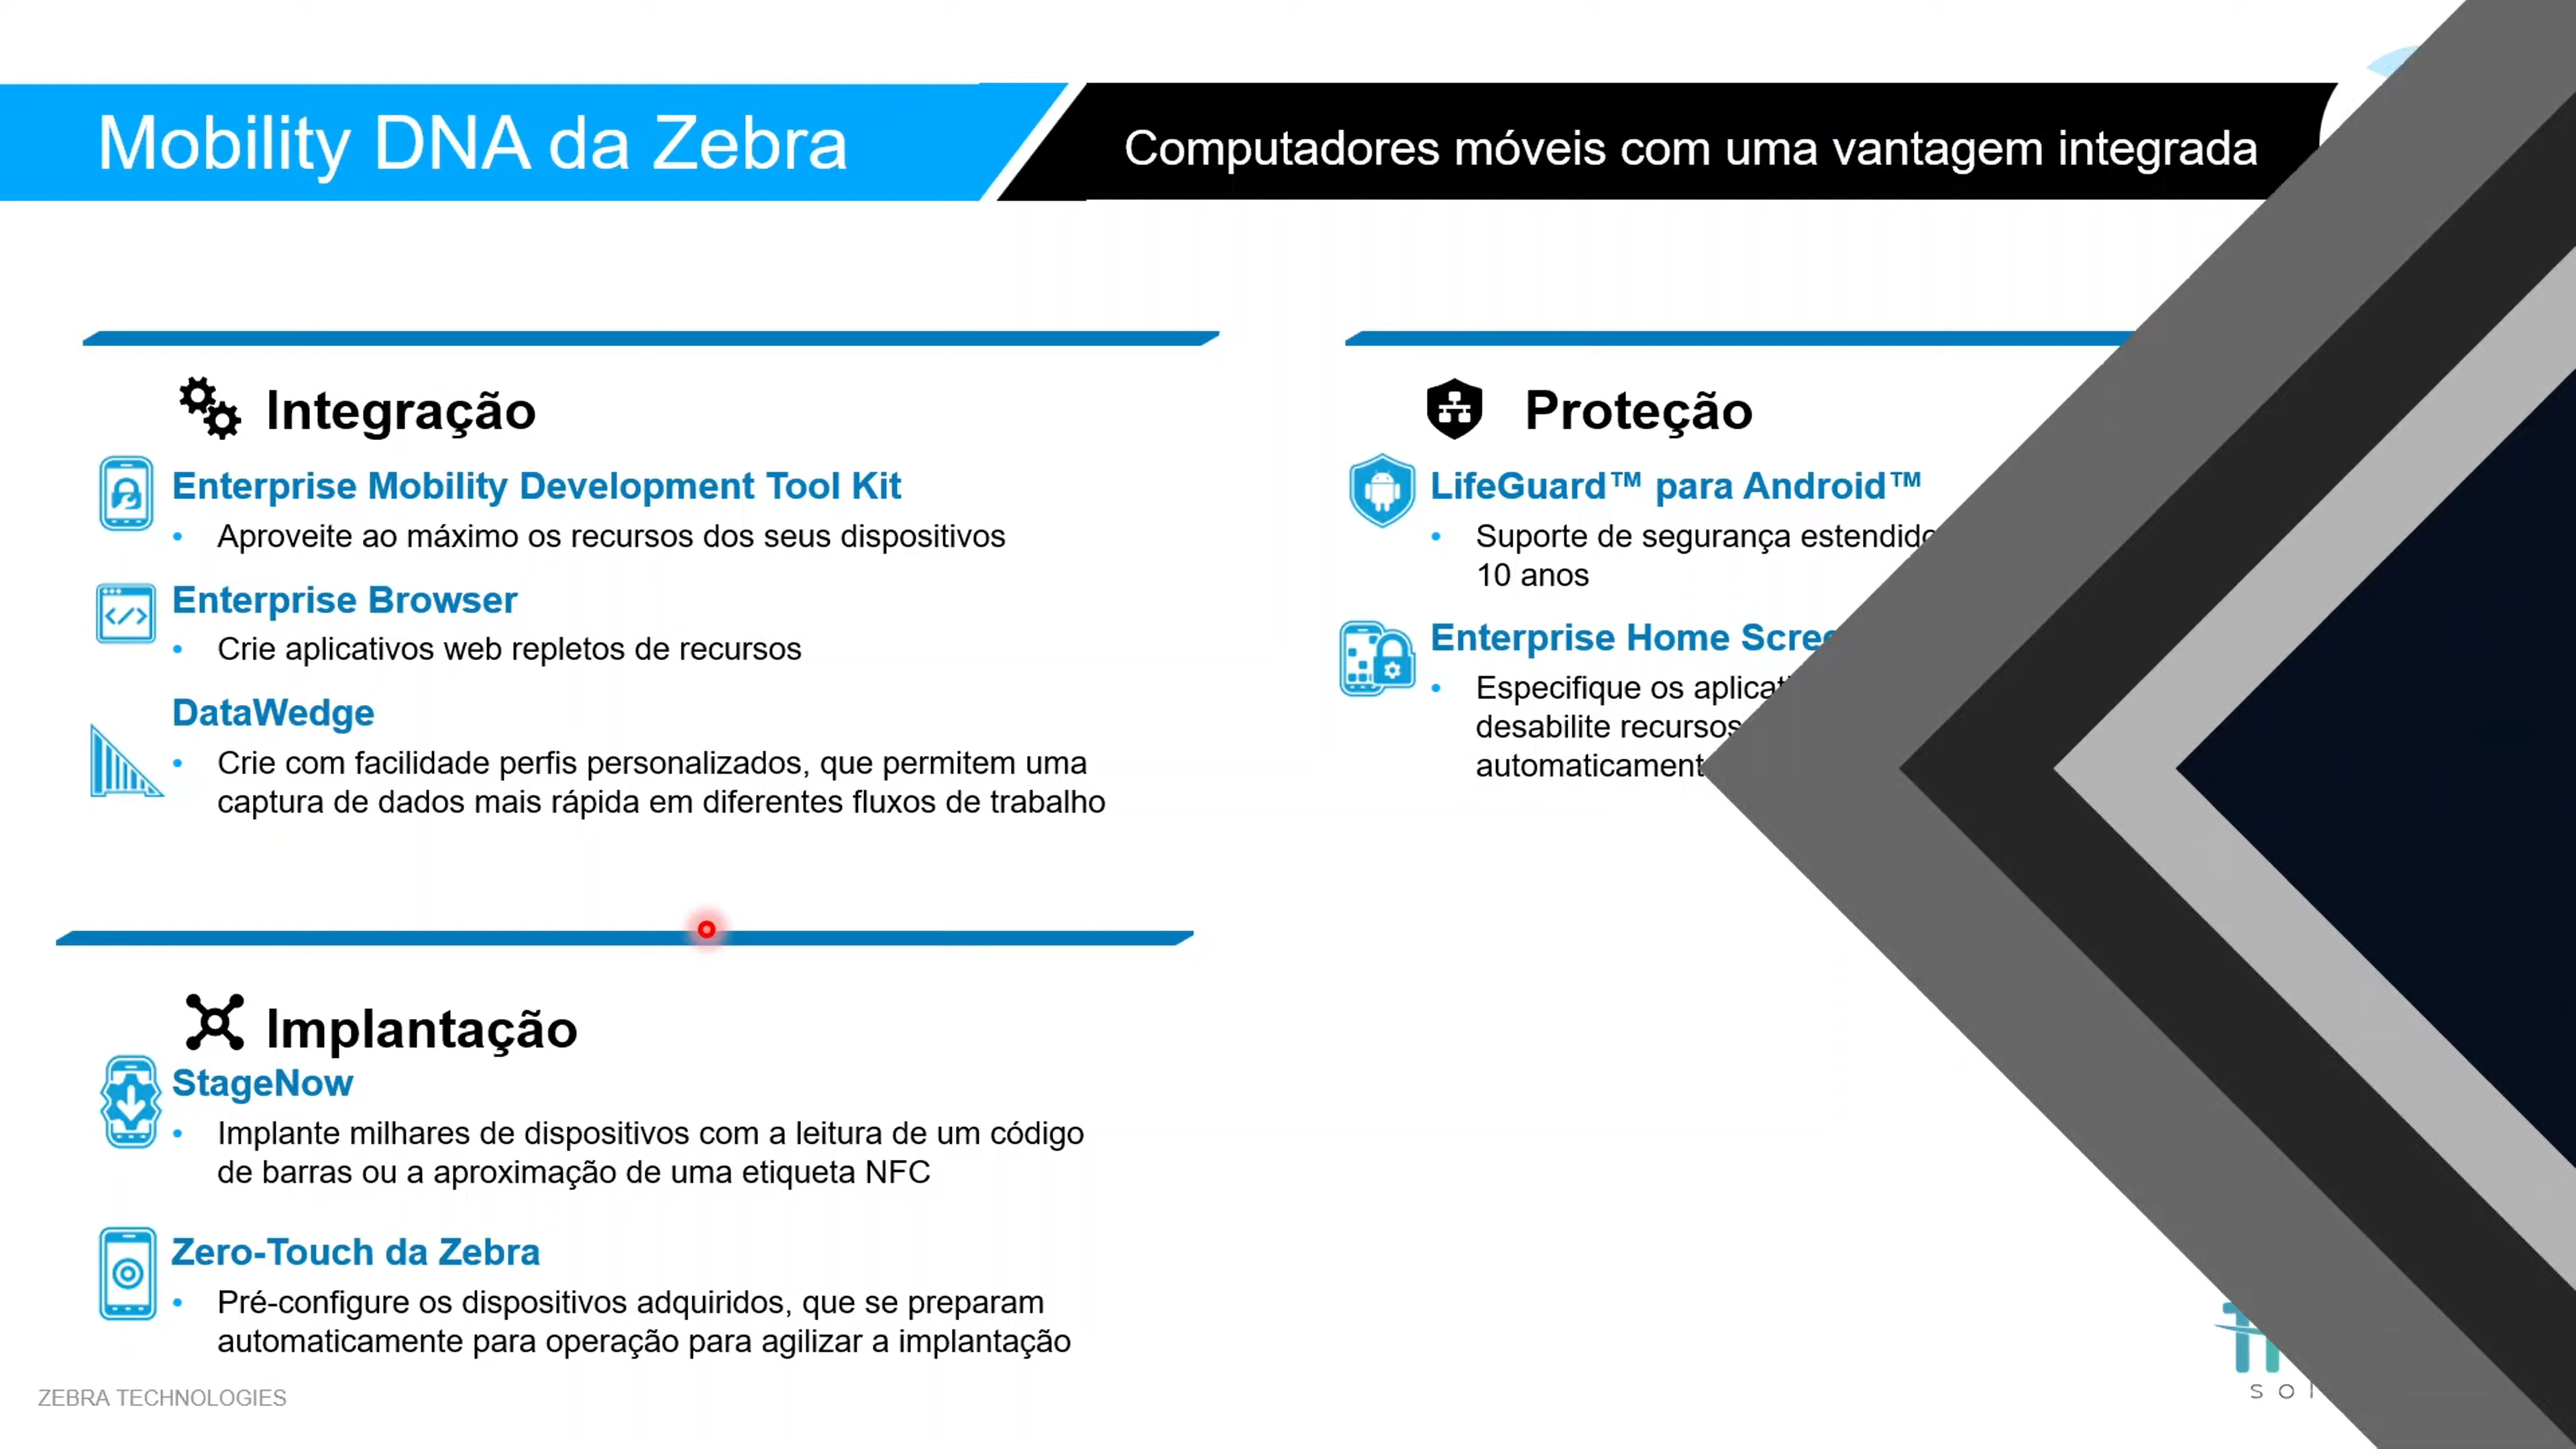 Mobility DNA da Zebra
Computadores móveis com uma vantagem integrada
Integração
Enterprise Mobility Development Tool Kit
• Aproveite ao máximo os recursos dos seus dispositivos
Enterprise Browser
• Crie aplicativos web repletos de recursos
DataWedge
• Crie com facilidade perfis personalizados, que permitem uma
captura de dados mais rápida em diferentes fluxos de trabalho
Proteção
LifeGuard™ para Android™
• Suporte de segurança estendido
10 anos
Enterprise Home
• Especifique os
desabilite recursos
Implantação
StageNow
• Implante milhares de dispositivos com a leitura de um código
de barras ou a aproximação de uma etiqueta NFC
Zero-Touch da Zebra
• Pré-configure os dispositivos adquiridos, que se preparam
automaticamente para operação para agilizar a implantação
ZEBRA TECHNOLOGIES